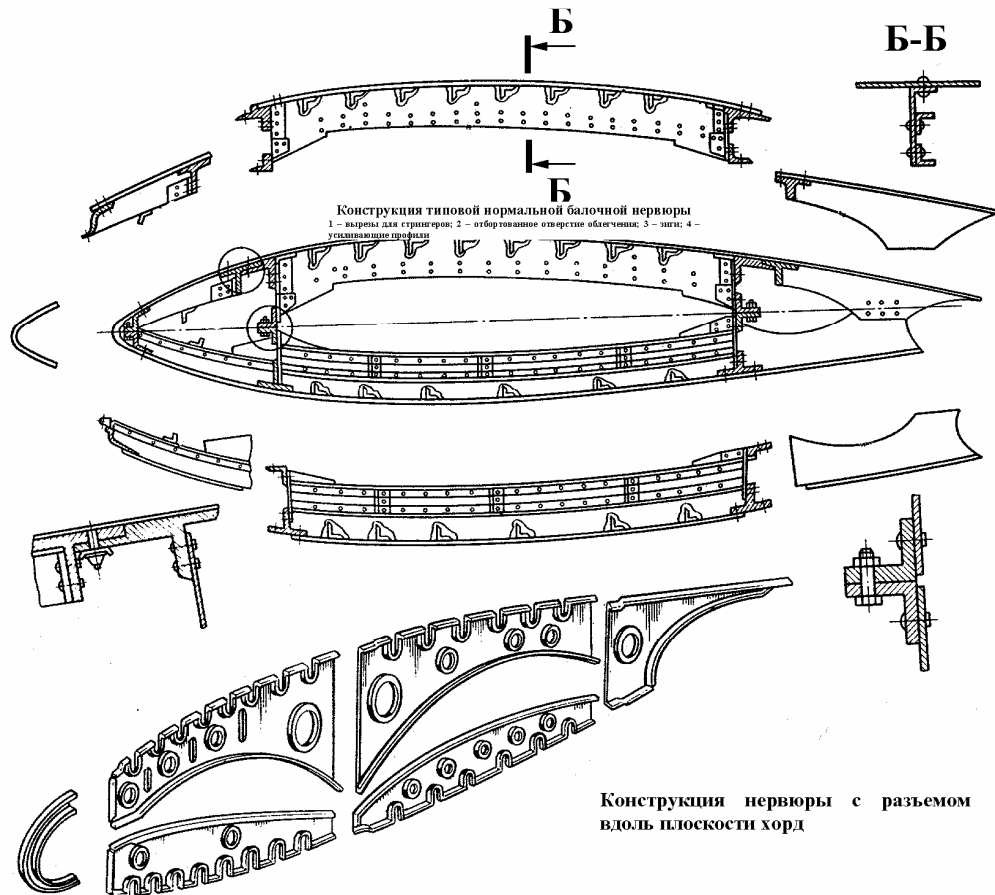 Б
Б-Б
Б
Конструкция типовой нормальной балочной нервюры
1 – вырезы для стрингеров; 2 – отбортованное отверстие облегчения; 3 – зиги; 4 –
усиливающие профили
Конструкция нервюры с разъемом
вдоль плоскости хорд